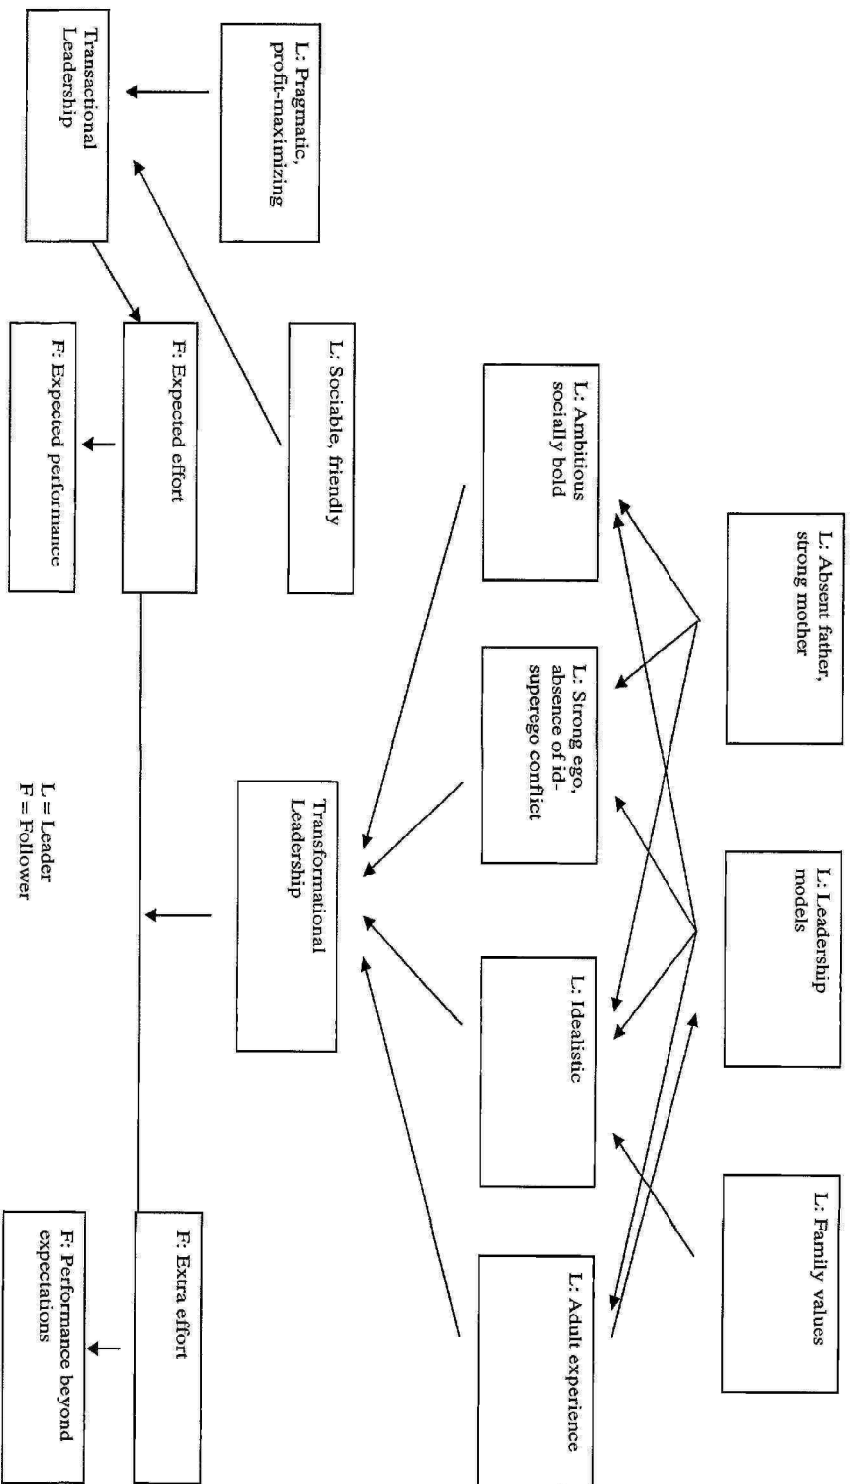 L: Absent father,
strong mother
L: Leadership
models
L: Family values
L: Ambitious
socially bold
L: Strong ego,
absence of id-
superego conflict
L: Idealistic
L: Adult experience
L: Pragmatic,
profit-maximizing
L: Sociable, friendly
Transformational
Leadership
Transactional
Leadership
F: Expected effort
F: Extra effort
F: Expected performance
F: Performance beyond
expectations
L = Leader
F = Follower